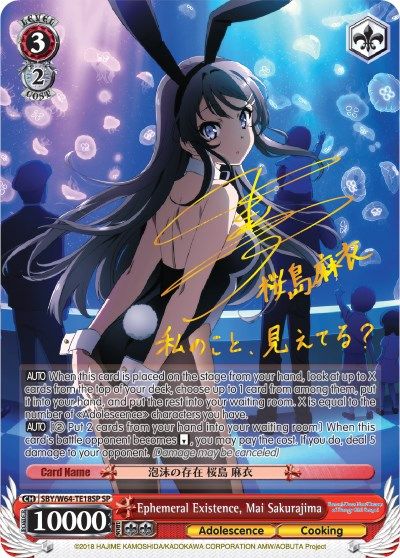 LEVEL
3
2
COST
桜島麻衣
私のこと、見えてる？
AUTO When this card is placed on the stage from your hand, look at up to X
cards from the top of your deck, choose up to 1 card from among them, put
it into your hand, and put the rest into your waiting room. X is equal to the
number of «Adolescence» characters you have.
AUTO [② Put 2 cards from your hand into your waiting room] When this
card's battle opponent becomes, you may pay the cost. If you do, deal 5
damage to your opponent. (Damage may be canceled)
Card Name 泡沫の存在 桜島 麻衣
CH SBY/W64-TE18SP SP
Ephemeral Existence, Mai Sakurajima
POWER 10000
Adolescence Cooking
©2018 HAJIME KAMOSHIDA/KADOKAWA CORPORATION AMW/AOBUTA Project